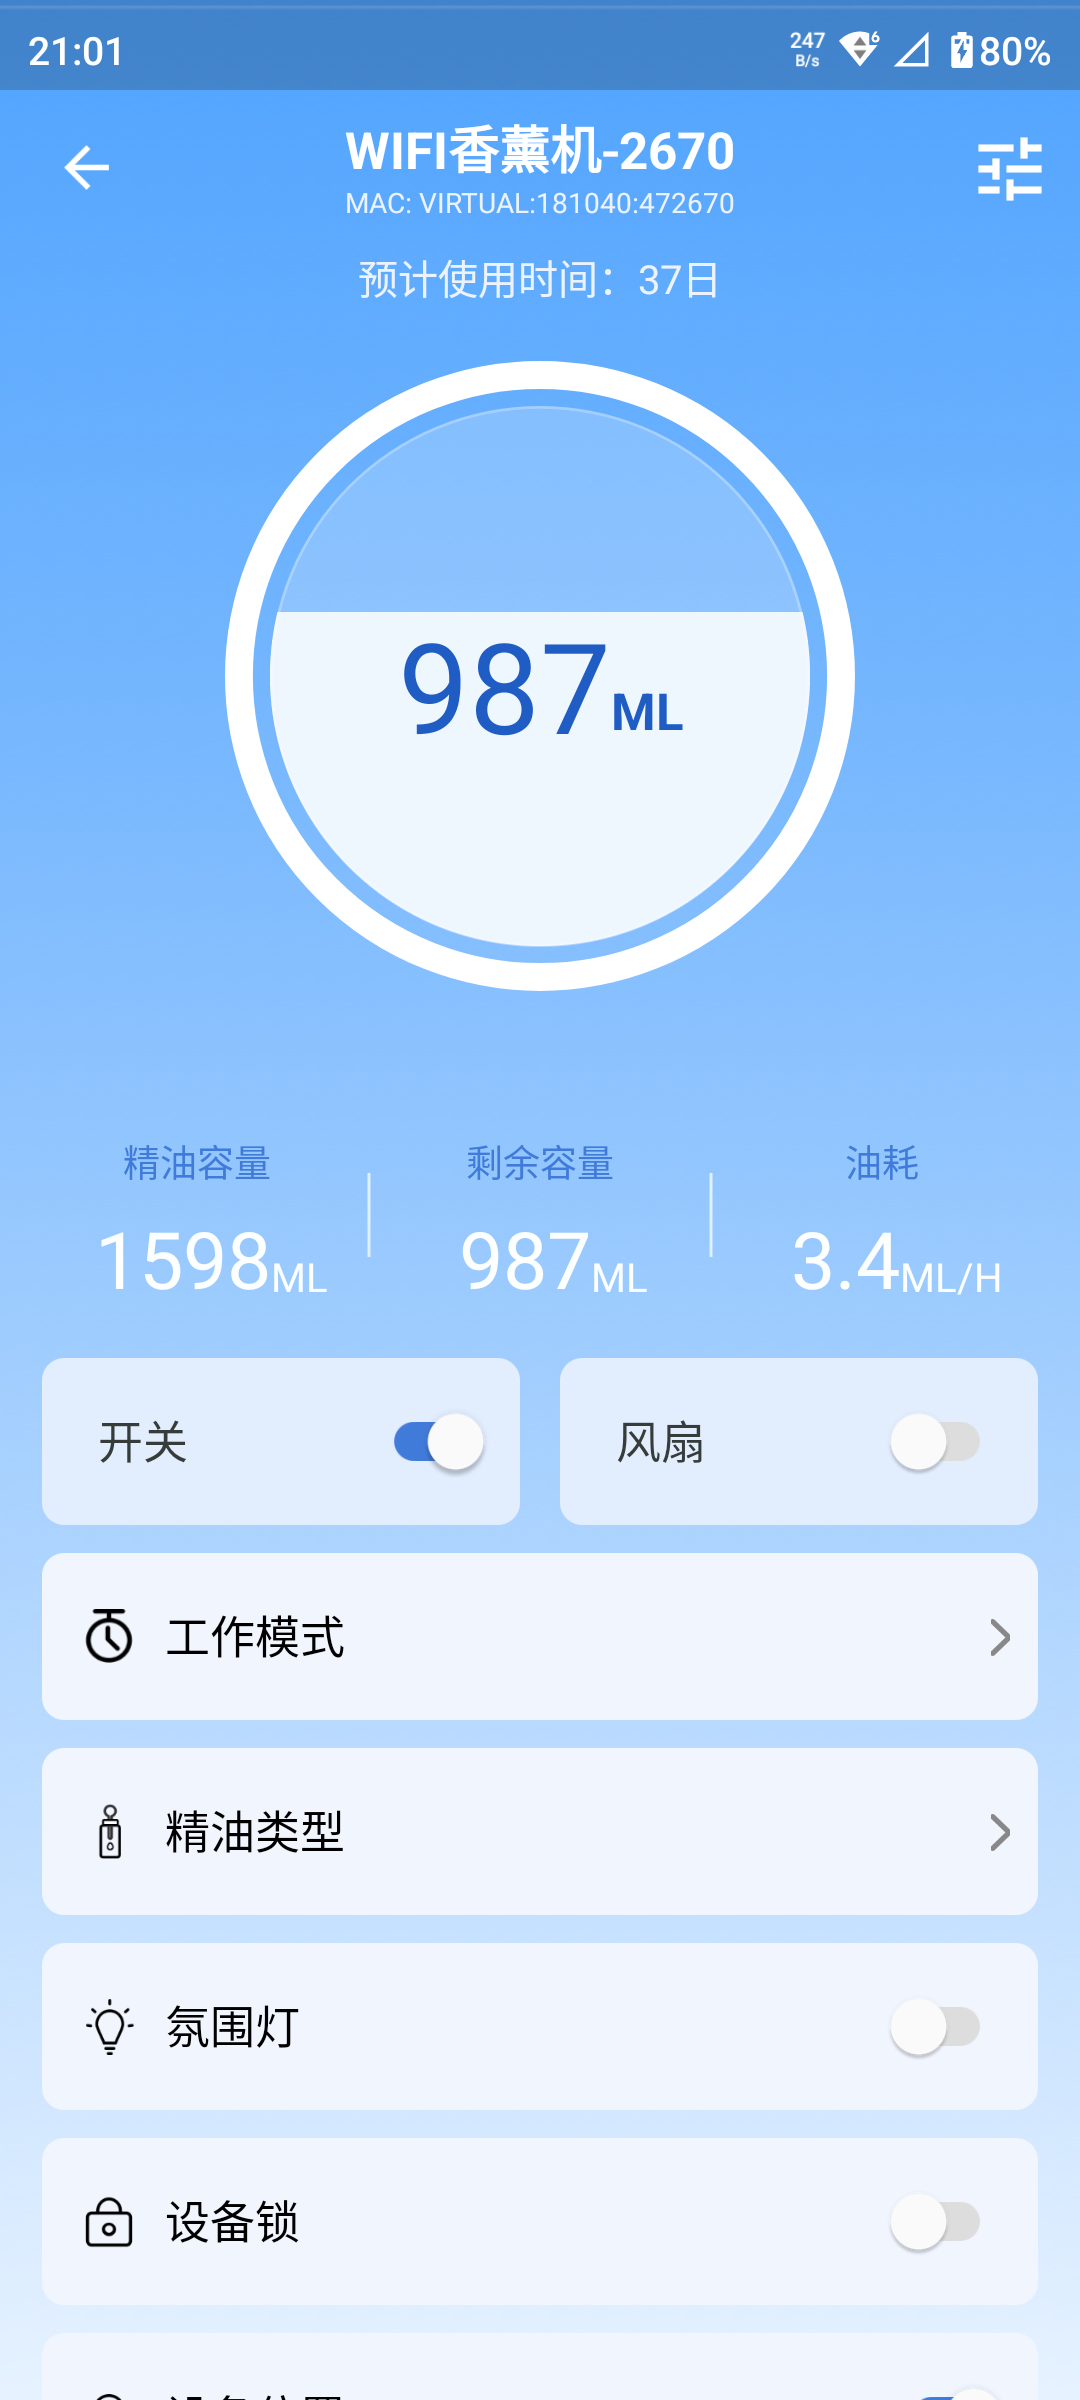 21:01
247 B/s 6 80%
WIFI香薰机-2670
MAC: VIRTUAL:181040:472670
预计使用时间：37日
987ML
精油容量 剩余容量 油耗
1598ML 987ML 3.4ML/H
开关 风扇
工作模式
精油类型
氛围灯
设备锁